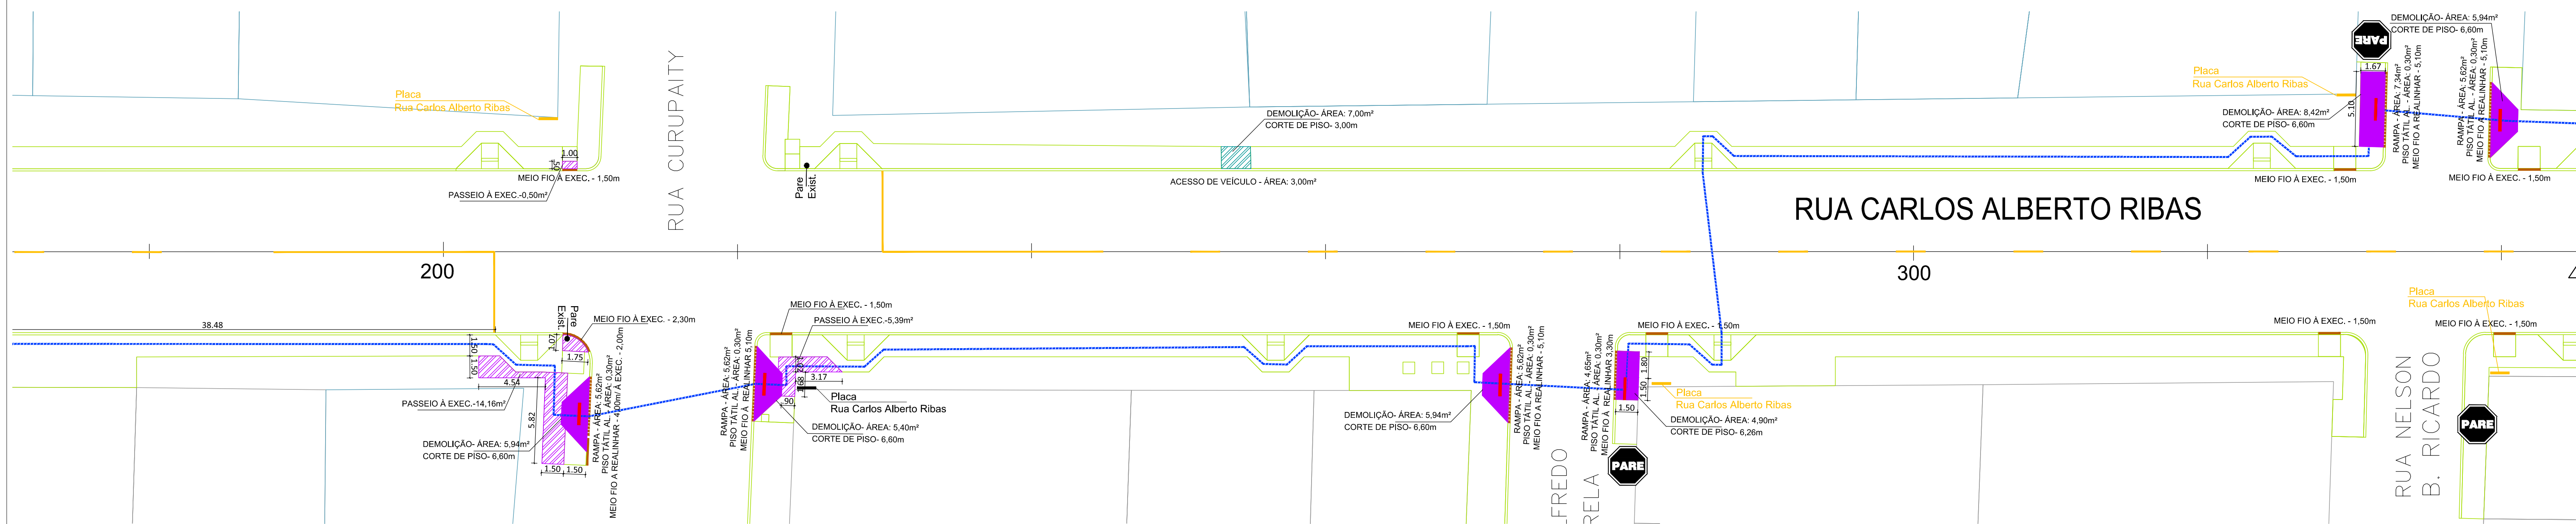 Placa
Rua Carlos Alberto Ribas
1.00
.50
MEIO FIO À EXEC. - 1,50m
PASSEIO À EXEC.-0,50m²
RUA CURUPAITY
Pare
Exist.
DEMOLIÇÃO- ÁREA: 7,00m²
CORTE DE PISO- 3,00m
ACESSO DE VEÍCULO - ÁREA: 3,00m²
Placa
Rua Carlos Alberto Ribas
DEMOLIÇÃO- ÁREA: 8,42m²
CORTE DE PISO- 6,60m
PARE
1.67
5.10
RAMPA - ÁREA: 7,34m²
PISO TÁTIL AL. - ÁREA: 0,30m²
MEIO FIO A REALINHAR - 5,10m
MEIO FIO À EXEC. - 1,50m
DEMOLIÇÃO- ÁREA: 5,94m²
CORTE DE PISO- 6,60m
RAMPA - ÁREA: 5,62m²
PISO TÁTIL AL. - ÁREA: 0,30m²
MEIO FIO A REALINHAR - 5,10m
MEIO FIO À EXEC. - 1,50m
RUA CARLOS ALBERTO RIBAS
200
300
38.48
1.50
1.50
4.54
PASSEIO À EXEC.-14,16m²
5.82
DEMOLIÇÃO- ÁREA: 5,94m²
CORTE DE PISO- 6,60m
1.50
1.50
Pare
Exist.
1.07
1.75
MEIO FIO À EXEC. - 2,30m
RAMPA - ÁREA: 5,62m²
PISO TÁTIL AL. - ÁREA: 0,30m²
MEIO FIO A REALINHAR - 4,00m/ À EXEC. - 2,00m
RAMPA - ÁREA: 5,62m²
PISO TÁTIL AL. - ÁREA: 0,30m²
MEIO FIO A REALINHAR 5,10m
MEIO FIO À EXEC. - 1,50m
PASSEIO À EXEC.-5,39m²
1.68
3.17
.90
Placa
Rua Carlos Alberto Ribas
DEMOLIÇÃO- ÁREA: 5,40m²
CORTE DE PISO- 6,60m
MEIO FIO À EXEC. - 1,50m
DEMOLIÇÃO- ÁREA: 5,94m²
CORTE DE PISO- 6,60m
RAMPA - ÁREA: 5,62m²
PISO TÁTIL AL. - ÁREA: 0,30m²
MEIO FIO A REALINHAR - 5,10m
LFREDO
RELA
RAMPA - ÁREA: 4,65m²
PISO TÁTIL AL. ÁREA: 0,30m²
MEIO FIO À REALINHAR 3,30m
MEIO FIO À EXEC. - 1,50m
1.80
1.50
1.50
Placa
Rua Carlos Alberto Ribas
DEMOLIÇÃO- ÁREA: 4,90m²
CORTE DE PISO- 6,26m
PARE
MEIO FIO À EXEC. - 1,50m
RUA NELSON
B. RICARDO
Placa
Rua Carlos Alberto Ribas
MEIO FIO À EXEC. - 1,50m
PARE